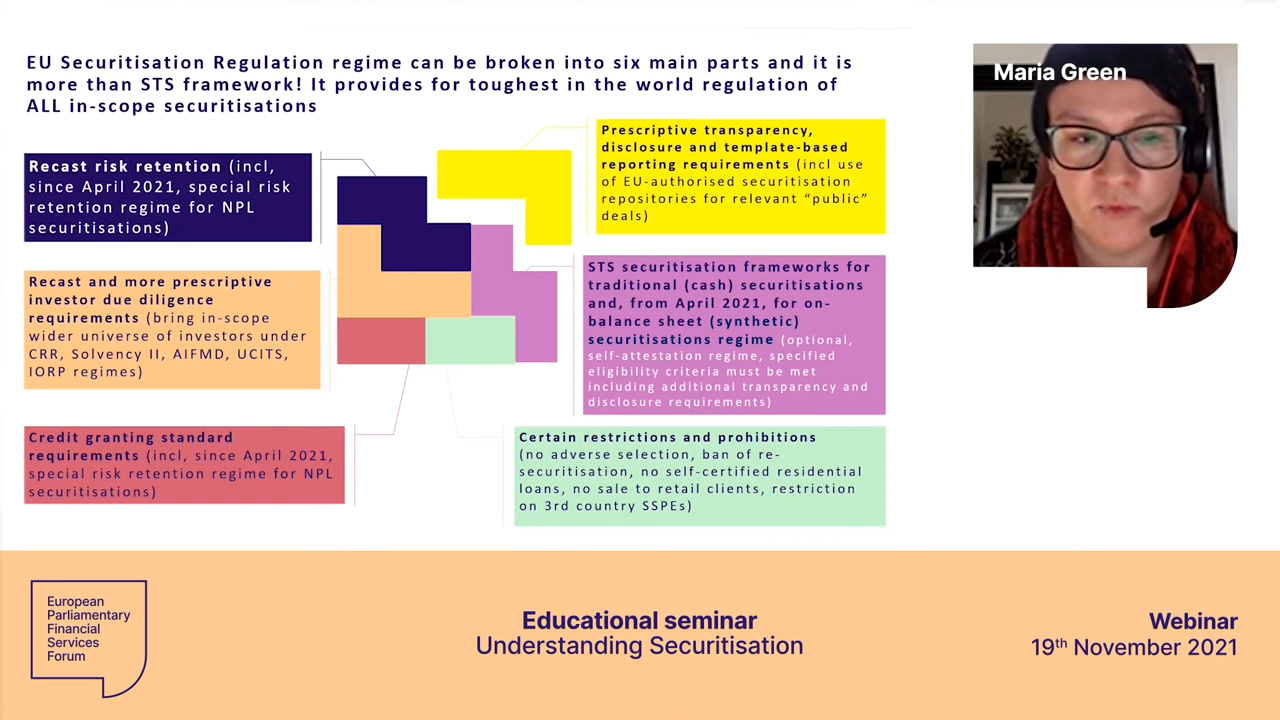 EU Securitisation Regulation regime can be broken into six main parts and it is
more than STS framework! It provides for toughest in the world regulation of
ALL in-scope securitisations
Maria Green
Recast risk retention (incl,
since April 2021, special risk
retention regime for NPL
securitisations)
Prescriptive transparency,
disclosure and template-based
reporting requirements (incl use
of EU-authorised securitisation
repositories for relevant “public”
deals)
Recast and more prescriptive
investor due diligence
requirements (bring in-scope
wider universe of investors under
CRR, Solvency II, AIFMD, UCITS,
IORP regimes)
STS securitisation frameworks for
traditional (cash) securitisations
and, from April 2021, for on-
balance sheet (synthetic)
securitisations regime (optional,
self-attestation regime, specified
eligibility criteria must be met
including additional transparency and
disclosure requirements)
Credit granting standard
requirements (incl, since April 2021,
special risk retention regime for NPL
securitisations)
Certain restrictions and prohibitions
(no adverse selection, ban of re-
securitisation, no self-certified residential
loans, no sale to retail clients, restriction
on 3rd country SSPEs)
European
Parliamentary
Financial
Services
Forum
Educational seminar
Understanding Securitisation
Webinar
19th November 2021